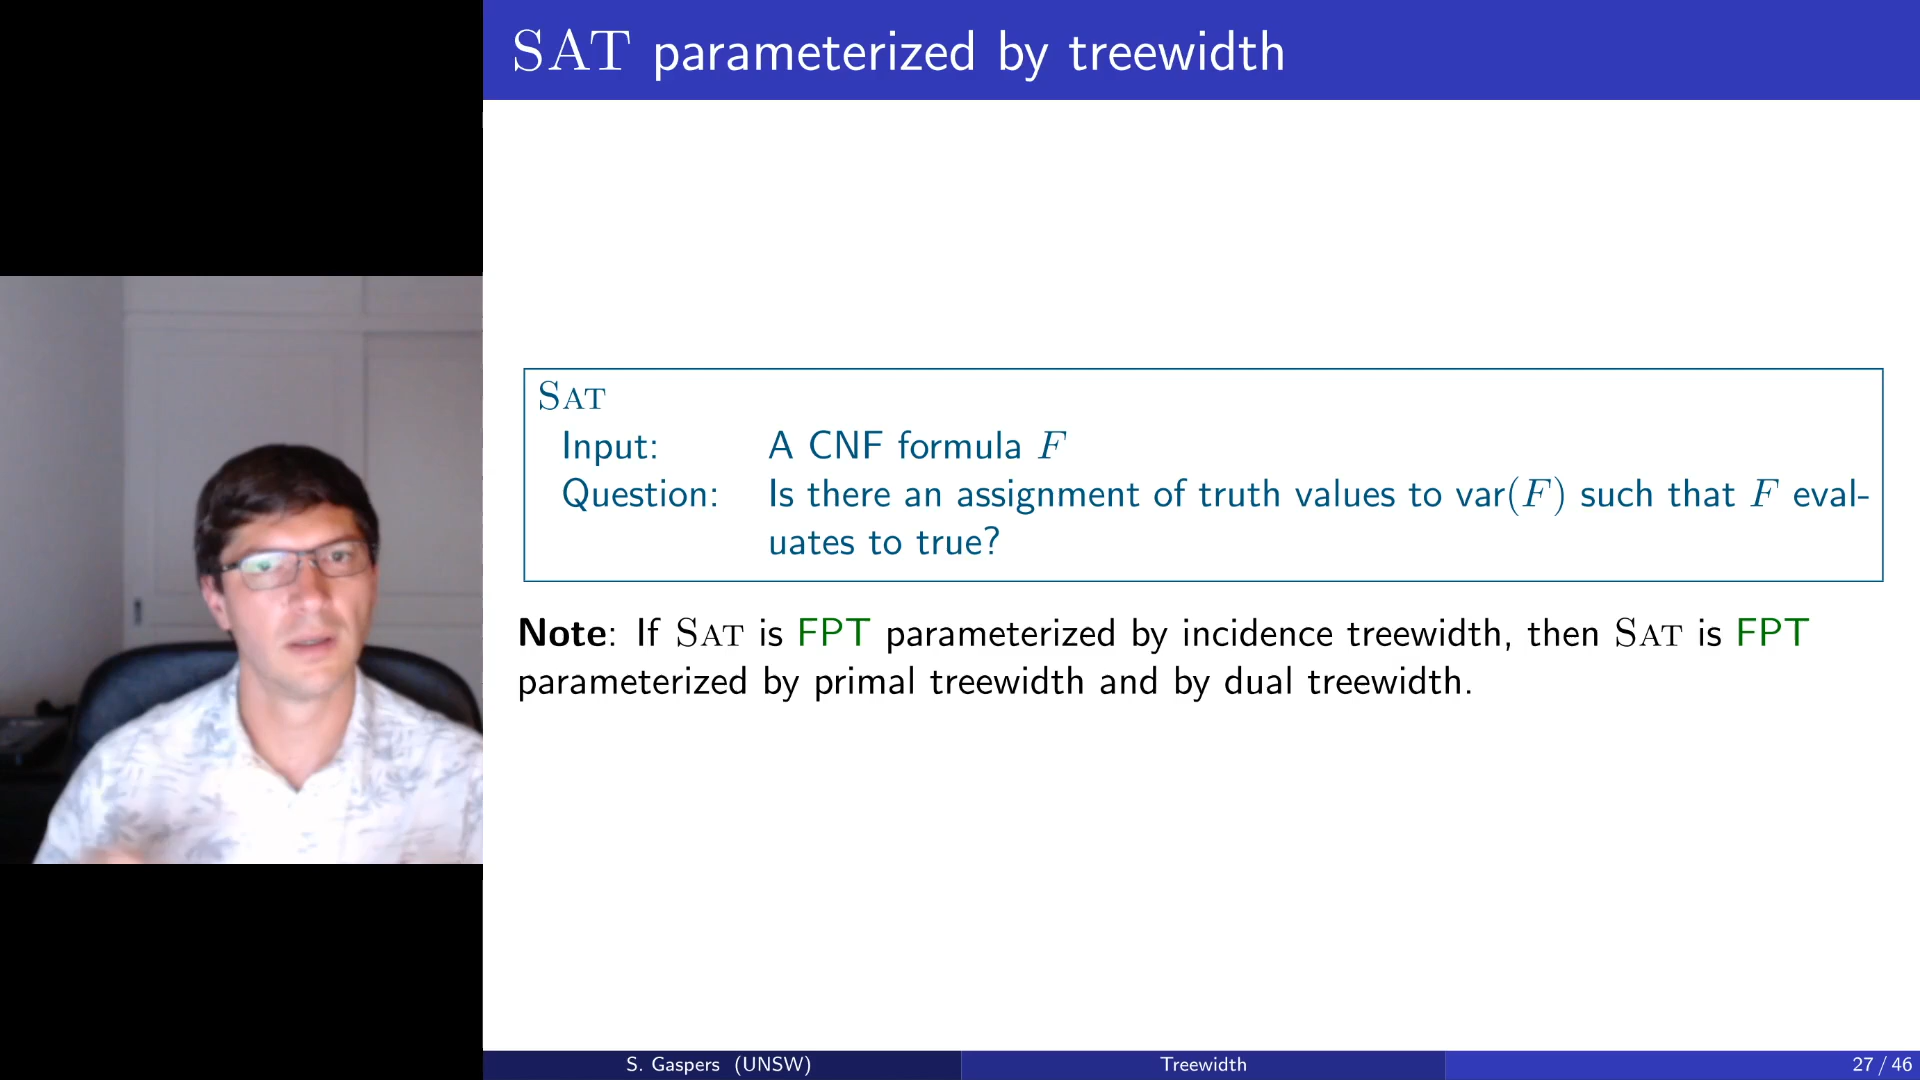 SAT parameterized by treewidth
SAT
Input: A CNF formula F
Question: Is there an assignment of truth values to var(F) such that F eval-
uates to true?
Note: If SAT is FPT parameterized by incidence treewidth, then SAT is FPT
parameterized by primal treewidth and by dual treewidth.
S. Gaspers (UNSW) Treewidth 27 / 46